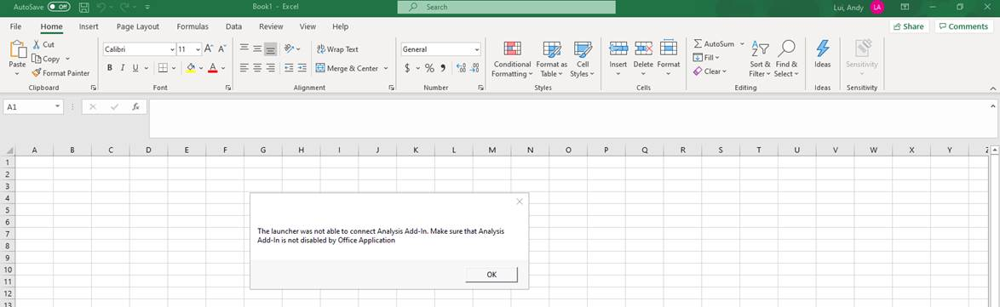 AutoSave Off Book1 - Excel Search Lui, Andy LA
File Home Insert Page Layout Formulas Data Review View Help Share Comments
Paste Cut Copy Format Painter
Clipboard
Calibri 11 A A
B I U A
Font
Wrap Text
Merge & Center
Alignment
General
$ % 9 .00 .00
Number
Conditional Formatting Format as Table Cell Styles
Styles
Insert Delete Format
Cells
AutoSum Fill Clear Sort & Filter Find & Select
Editing
Ideas
Ideas
Sensitivity
Sensitivity
A1 fx
A B C D E F G H I J K L M N O P Q R S T U V W X Y Z
1
2
3
4
5
6
7
8
9
10
11
12
13
The launcher was not able to connect Analysis Add-In. Make sure that Analysis
Add-In is not disabled by Office Application
OK